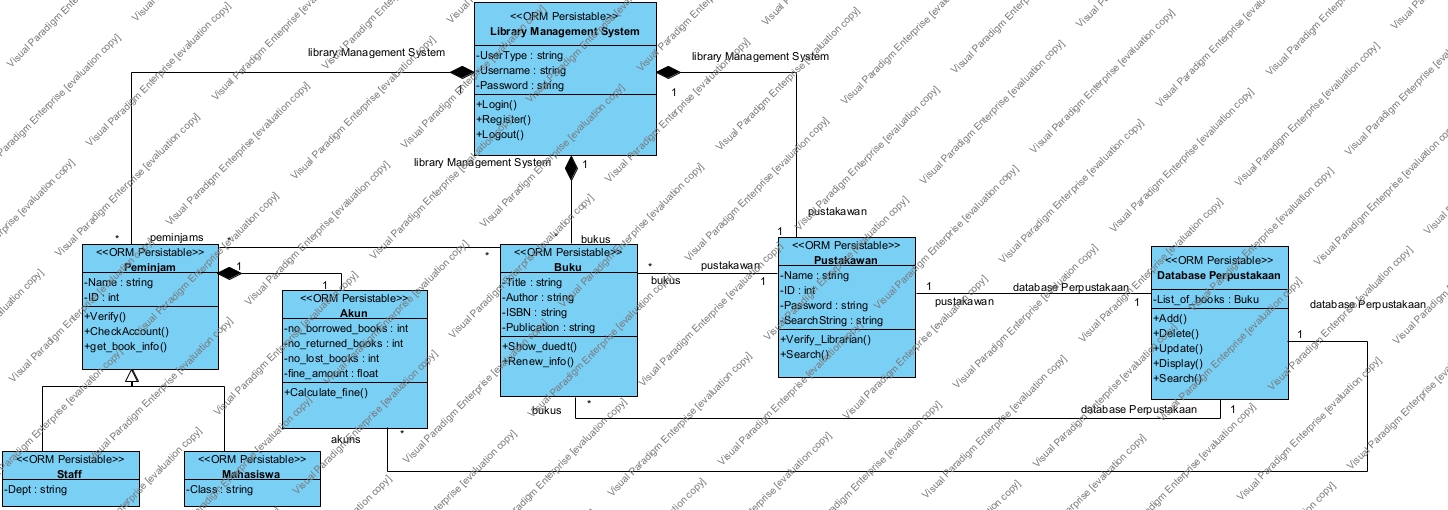 <<ORM Persistable>>
Library Management System
-UserType : string
-Username : string
-Password : string
+Login()
+Register()
+Logout()
library Management System
1
library Management System
1
library Management System
1
peminjams
*
bukus
*
pustakawan
1
<<ORM Persistable>>
Peminjam
-Name : string
-ID : int
+Verify()
+CheckAccount()
+get_book_info()
*
*
1
1
<<ORM Persistable>>
Akun
-no_borrowed_books : int
-no_returned_books : int
-no_lost_books : int
-fine_amount : float
+Calculate_fine()
akuns
*
<<ORM Persistable>>
Buku
-Title : string
-Author : string
-ISBN : string
-Publication : string
+Show_duedt()
+Renew_info()
*
bukus
pustakawan
1
bukus
*
<<ORM Persistable>>
Pustakawan
-Name : string
-ID : int
-Password : string
-SearchString : string
+Verify_Librarian()
+Search()
1
pustakawan
database Perpustakaan
1
<<ORM Persistable>>
Database Perpustakaan
-List_of_books : Buku
+Add()
+Delete()
+Update()
+Display()
+Search()
database Perpustakaan
1
database Perpustakaan
1
<<ORM Persistable>>
Staff
-Dept : string
<<ORM Persistable>>
Mahasiswa
-Class : string
Visual Paradigm Enterprise [evaluation copy]